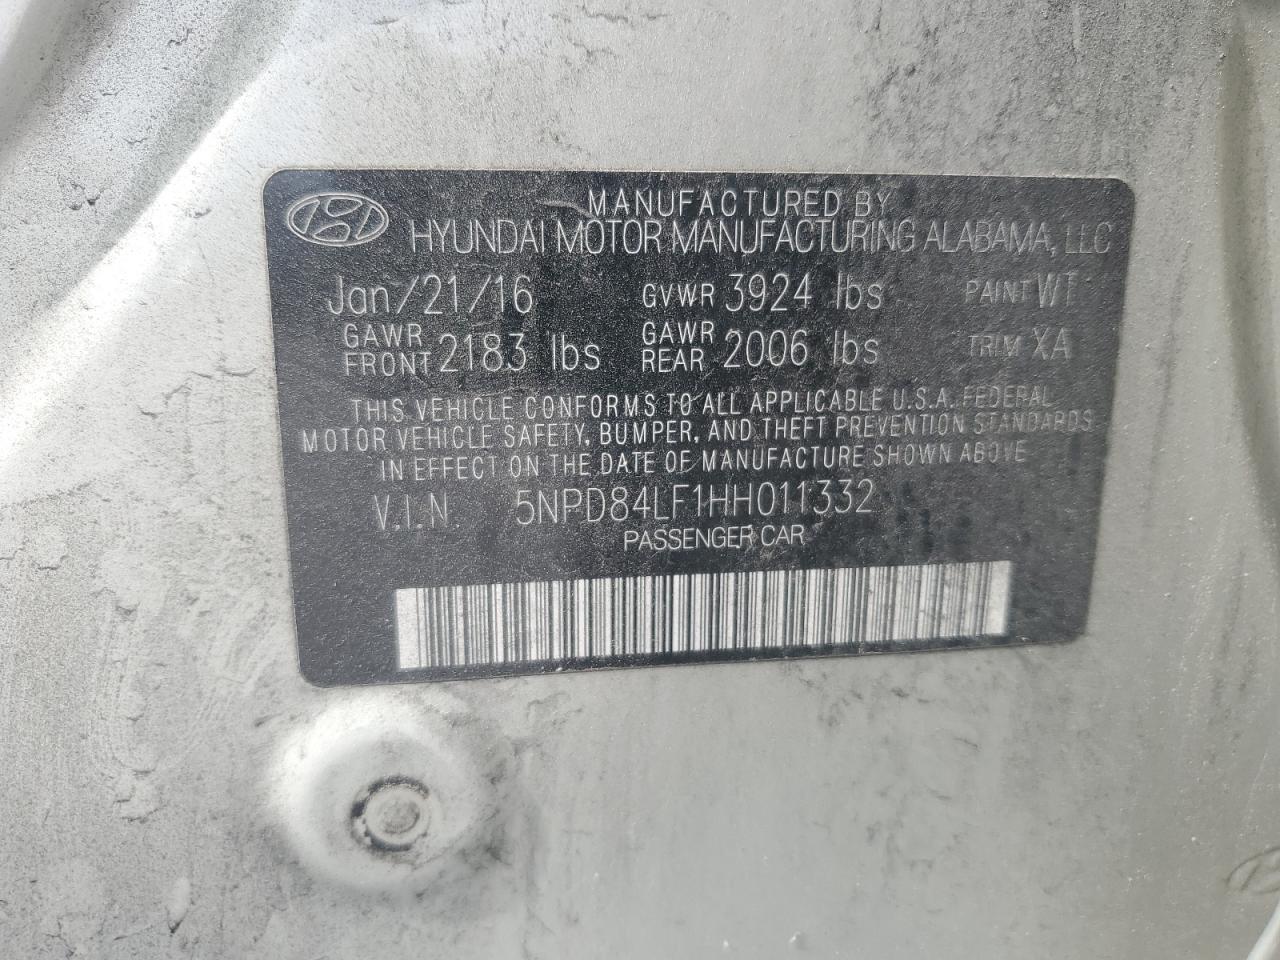 MANUFACTURED BY
HYUNDAI MOTOR MANUFACTURING ALABAMA, LLC
Jan/21/16 GVWR 3924 lbs PAINT WT
GAWR FRONT 2183 lbs GAWR REAR 2006 lbs TRIM XA
THIS VEHICLE CONFORMS TO ALL APPLICABLE U.S.A. FEDERAL
MOTOR VEHICLE SAFETY, BUMPER, AND THEFT PREVENTION STANDARDS
IN EFFECT ON THE DATE OF MANUFACTURE SHOWN ABOVE
V.I.N. 5NPD84LF1HH011332
PASSENGER CAR